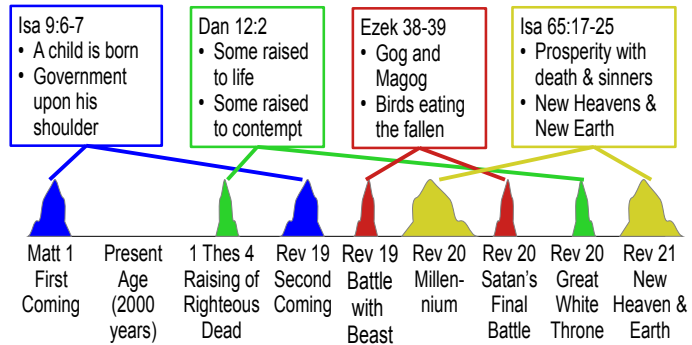 Isa 9:6-7
• A child is born
• Government
upon his
shoulder
Dan 12:2
• Some raised
to life
• Some raised
to contempt
Ezek 38-39
• Gog and
Magog
• Birds eating
the fallen
Isa 65:17-25
• Prosperity with
death & sinners
• New Heavens &
New Earth
Matt 1
First
Coming
Present
Age
(2000
years)
1 Thes 4
Raising of
Righteous
Dead
Rev 19
Second
Coming
Rev 19
Battle
with
Beast
Rev 20
Millen-
nium
Rev 20
Satan's
Final
Battle
Rev 20
Great
White
Throne
Rev 21
New
Heaven &
Earth